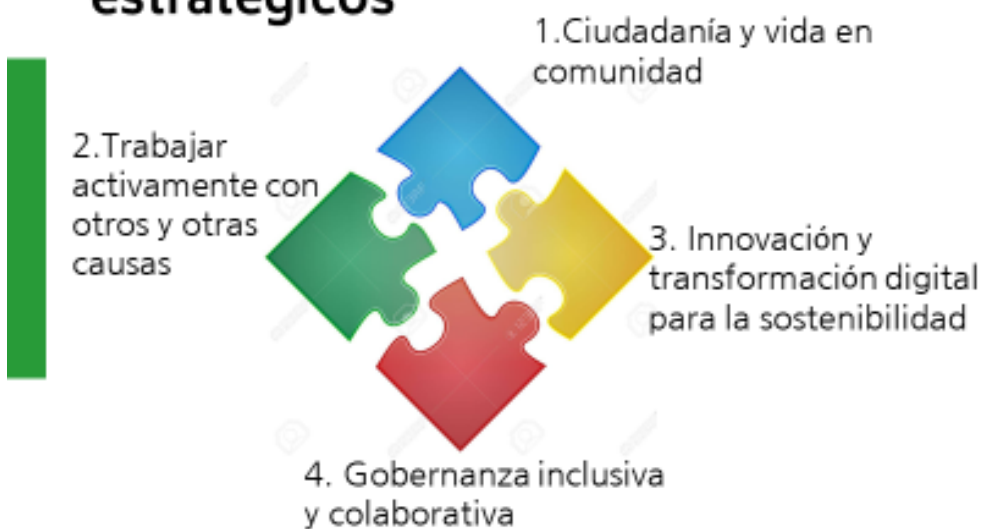 estratégicos
1.Ciudadanía y vida en
comunidad
2.Trabajar
activamente con
otros y otras
causas
3. Innovación y
transformación digital
para la sostenibilidad
4. Gobernanza inclusiva
y colaborativa